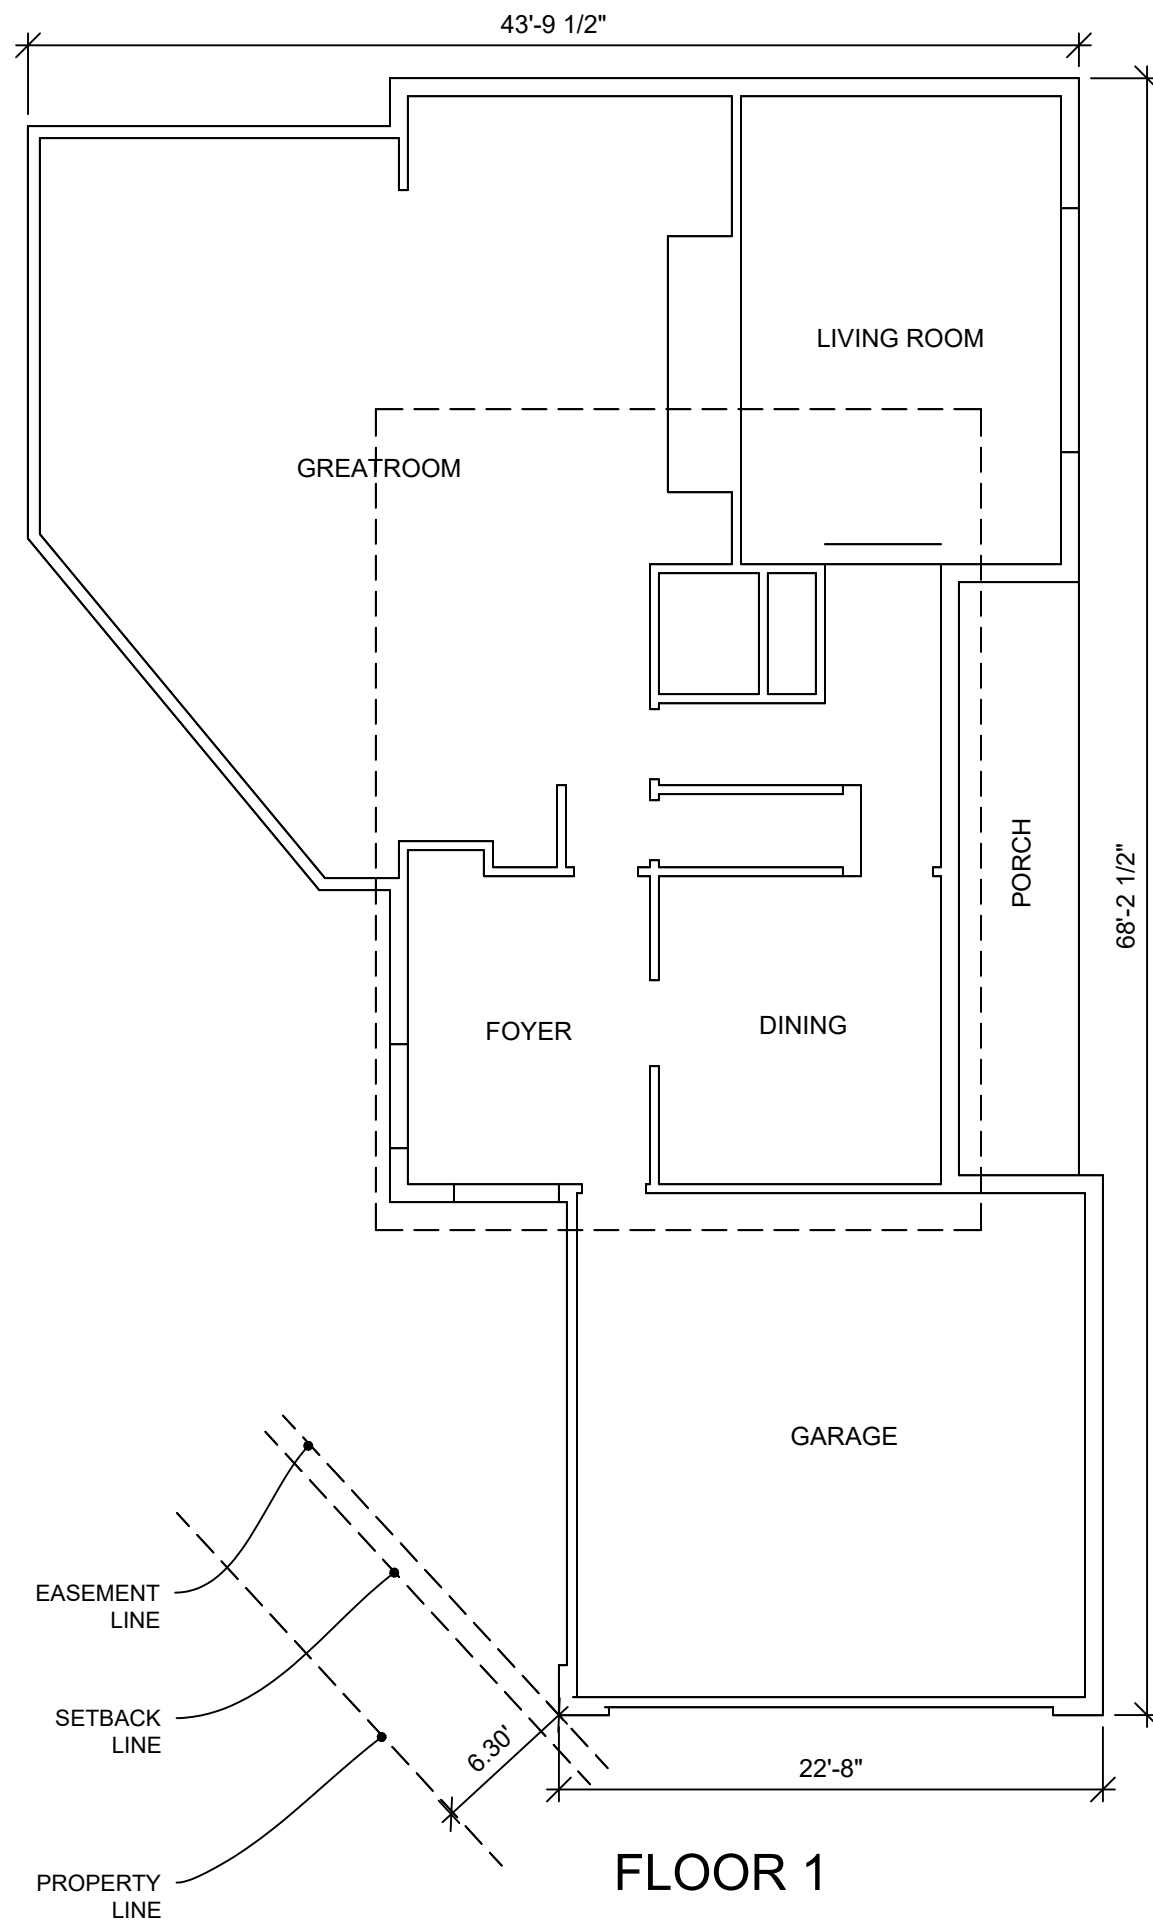 43'-9 1/2"
LIVING ROOM
GREATROOM
PORCH
68'-2 1/2"
FOYER
DINING
GARAGE
EASEMENT
LINE
SETBACK
LINE
6.30'
22'-8"
PROPERTY
LINE
FLOOR 1